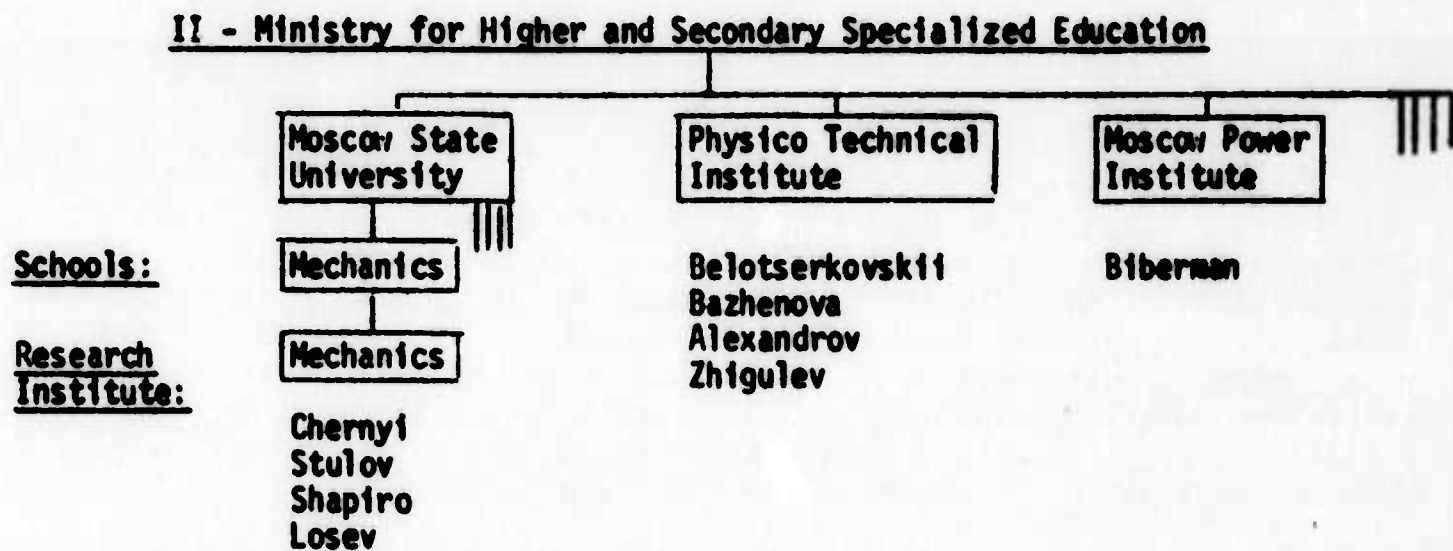 II - Ministry for Higher and Secondary Specialized Education
Moscow State
University
Physico Technical
Institute
Moscow Power
Institute
Schools:
Mechanics
Research
Institute:
Mechanics
Chernyi
Stulov
Shapiro
Losev
Belotserkovskii
Bazhenova
Alexandrov
Zhigulev
Biberman